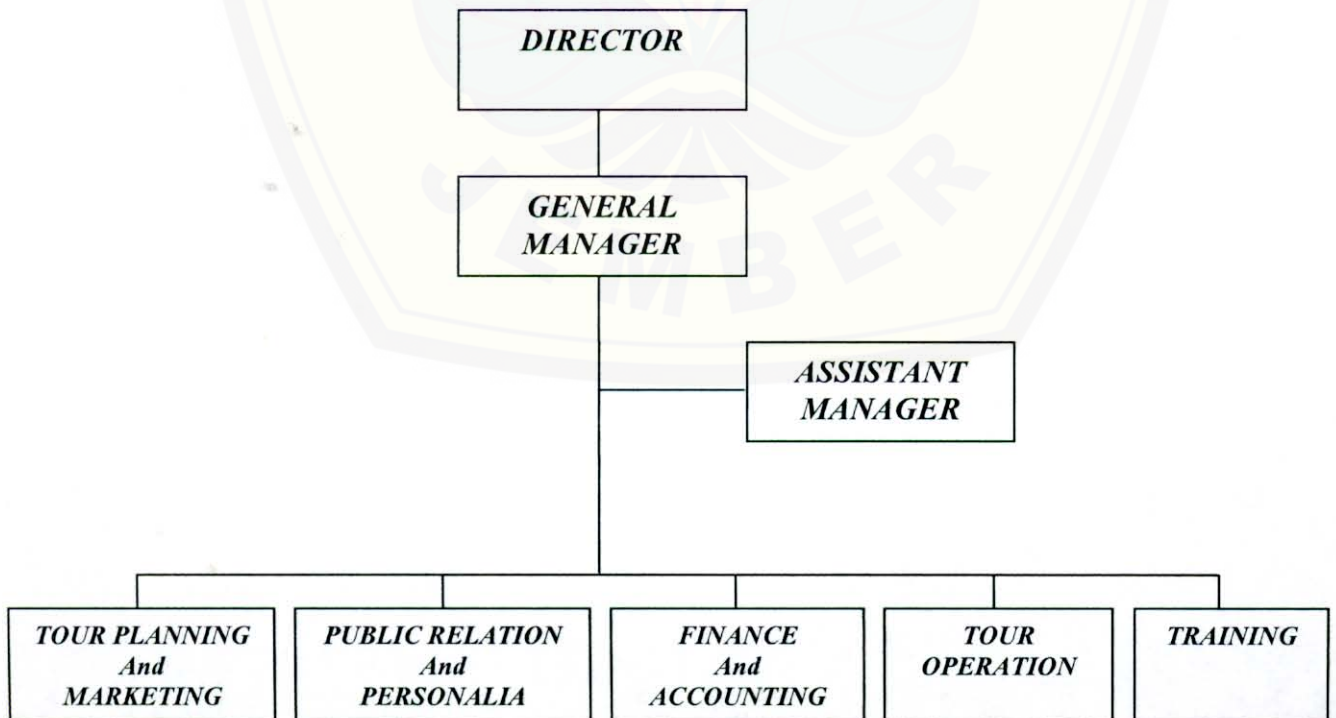 DIRECTOR
GENERAL
MANAGER
ASSISTANT
MANAGER
TOUR PLANNING
And
MARKETING
PUBLIC RELATION
And
PERSONALIA
FINANCE
And
ACCOUNTING
TOUR
OPERATION
TRAINING
JEMBER